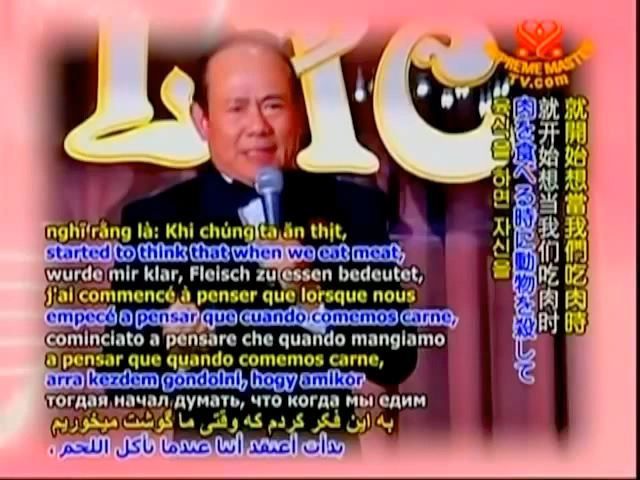 SUPREME MASTER
TV.com
就開始想當我們吃肉時
就开始想当我们吃肉时
肉を食べる時に動物を殺して
육식을 하면 자신을
nghĩ rằng là: Khi chúng ta ăn thịt,
started to think that when we eat meat,
wurde mir klar, Fleisch zu essen bedeutet,
j'ai commencé à penser que lorsque nous
empecé a pensar que cuando comemos carne,
cominciato a pensare che quando mangiamo
a pensar que quando comemos carne,
arra kezdem gondolni, hogy amikor
тогдая начал думать, что когда мы едим
به این فکر کردم که وقتی ما گوشت میخوریم
بدأت أعتقد أننا عندما نأكل اللحم ،